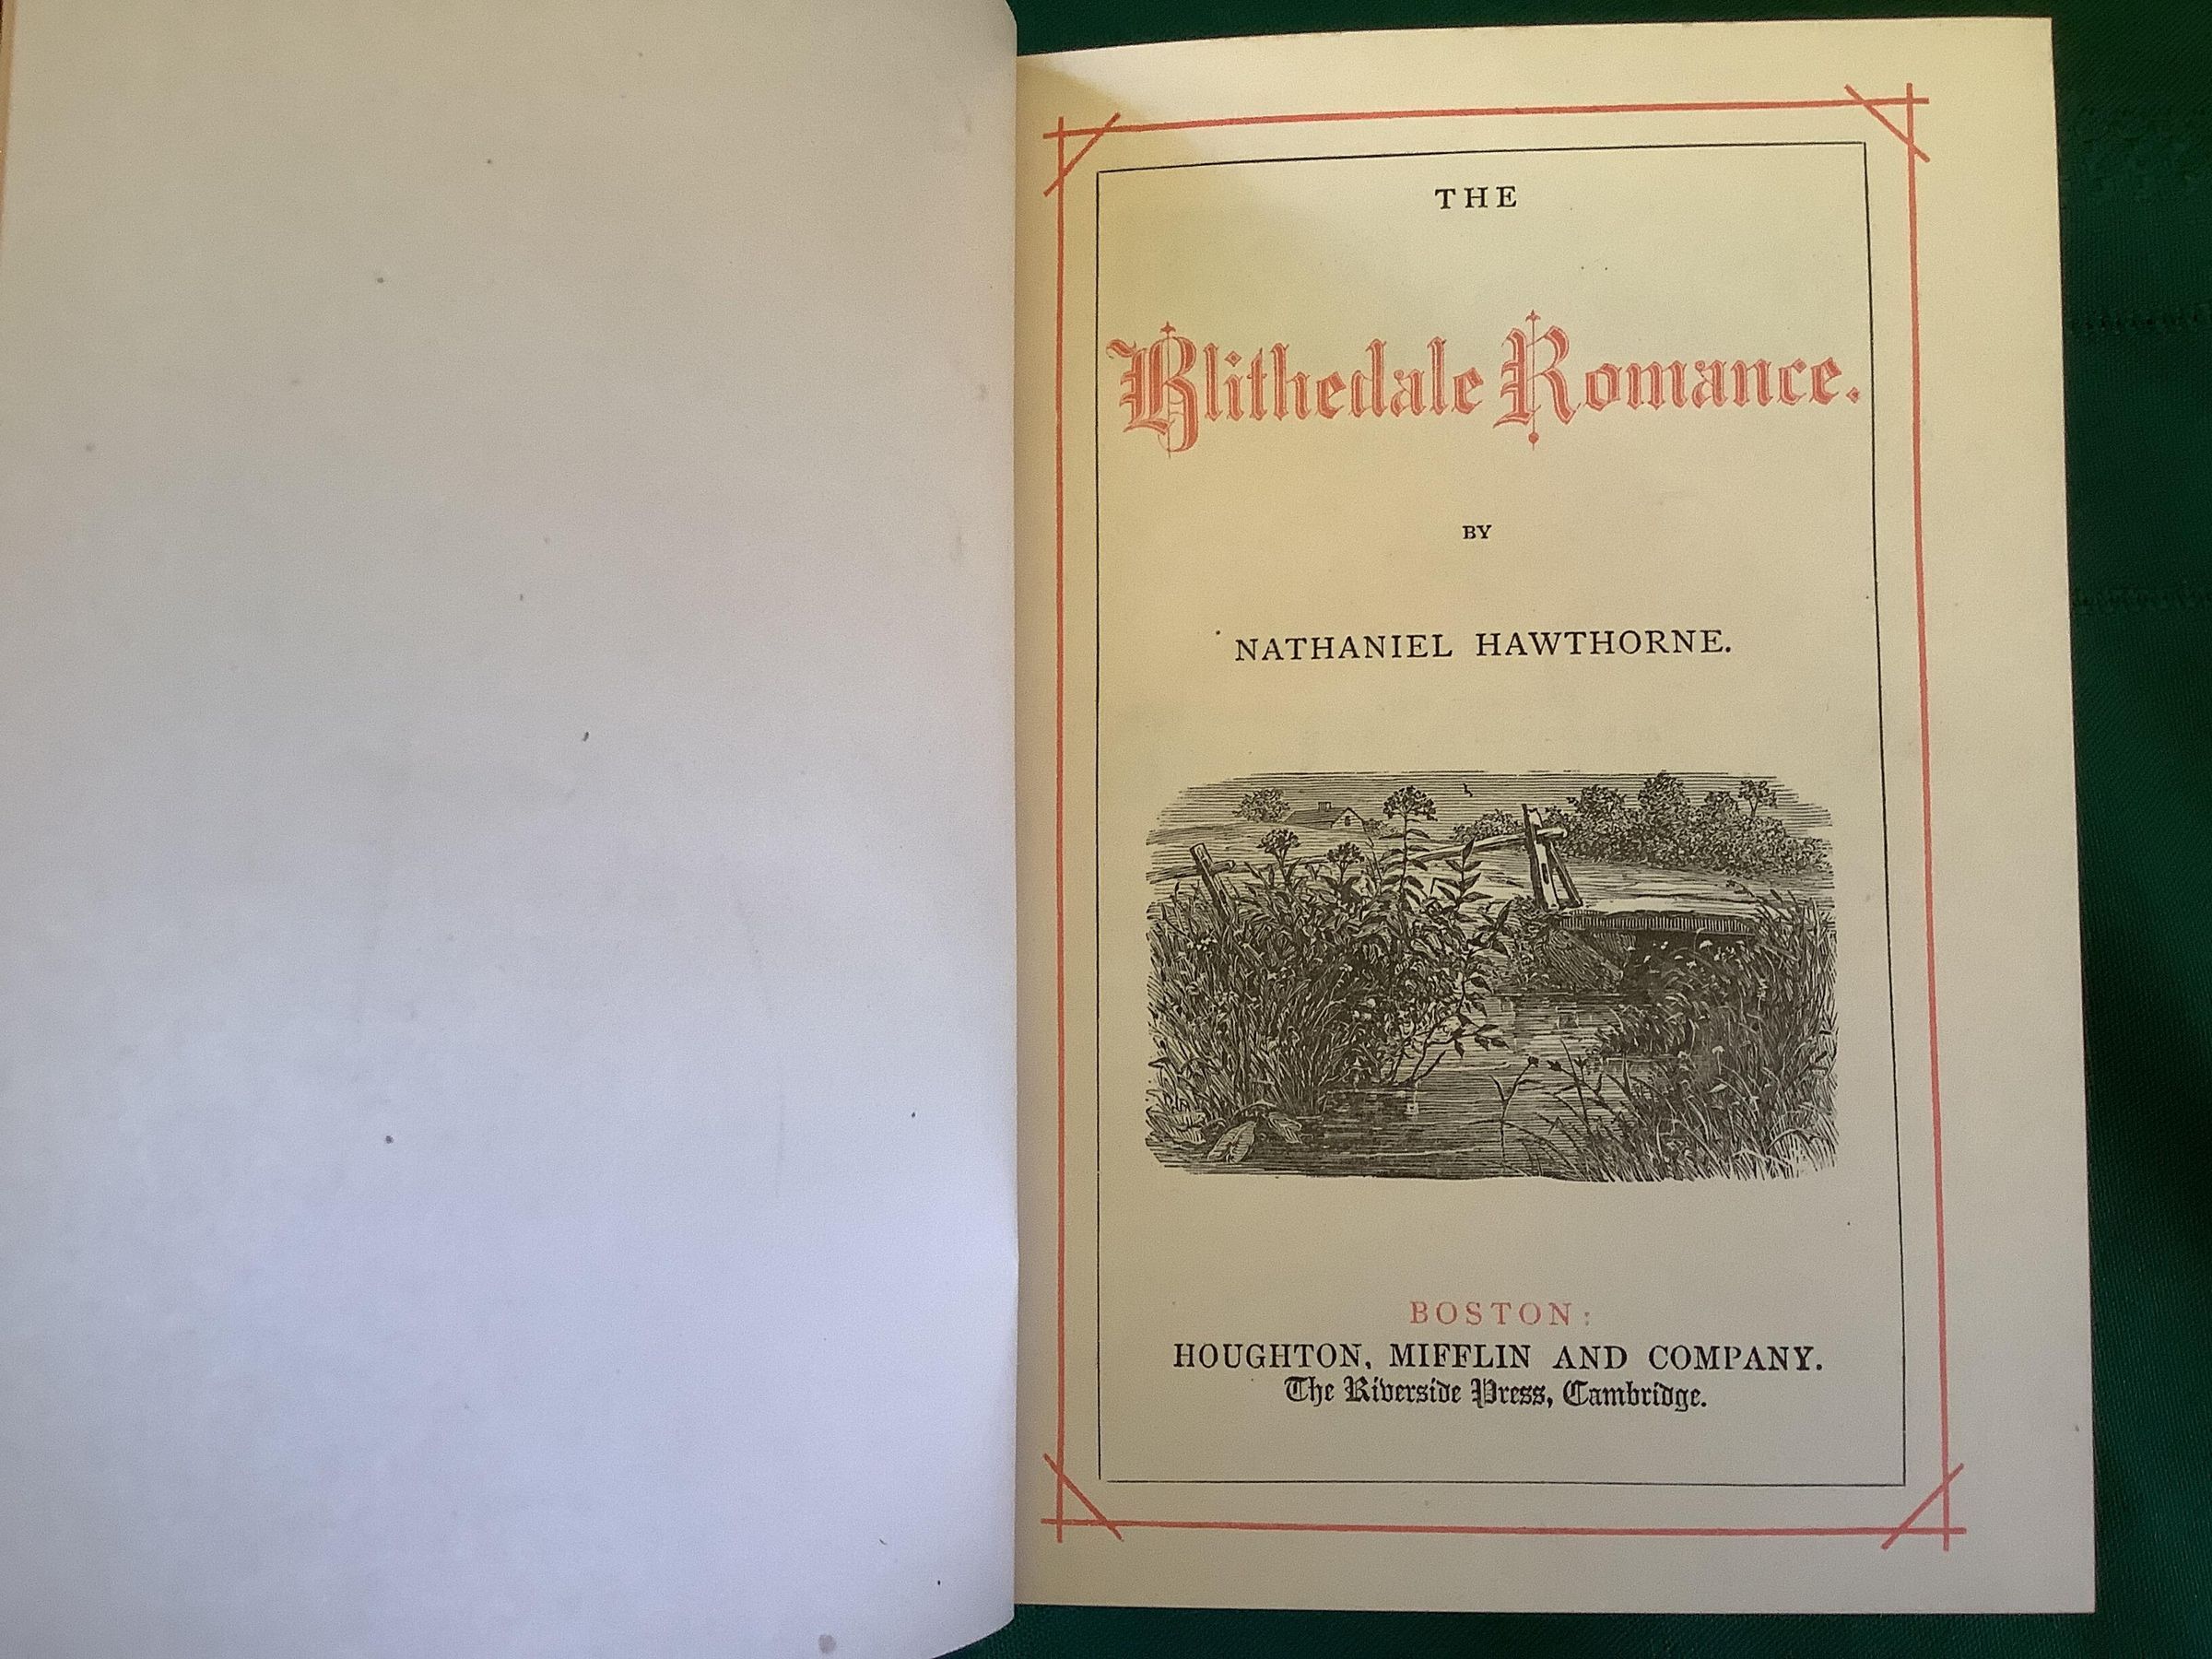 THE
Blithedale Romance.
BY
NATHANIEL HAWTHORNE.
BOSTON:
HOUGHTON, MIFFLIN AND COMPANY.
The Riverside Press, Cambridge.